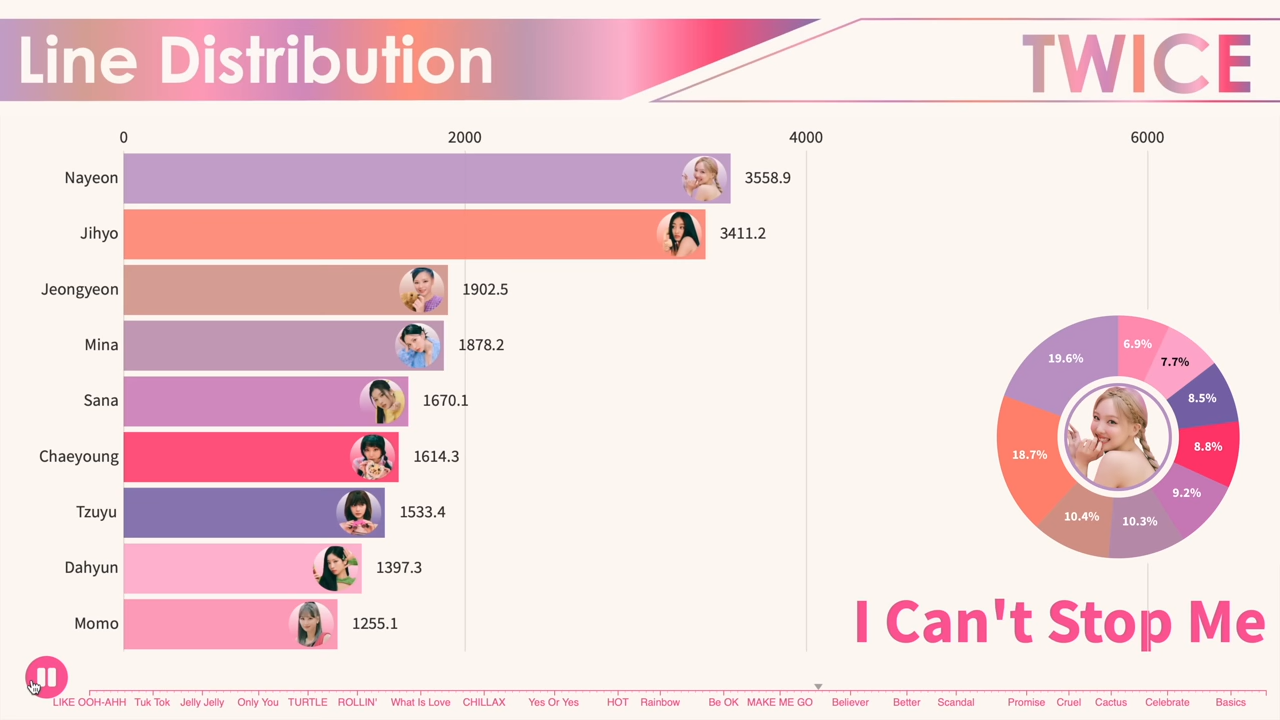 Line Distribution
TWICE
0 2000 4000 6000
Nayeon 3558.9
Jihyo 3411.2
Jeongyeon 1902.5
Mina 1878.2
Sana 1670.1
Chaeyoung 1614.3
Tzuyu 1533.4
Dahyun 1397.3
Momo 1255.1
6.9%
7.7%
8.5%
8.8%
9.2%
10.3%
10.4%
18.7%
19.6%
I Can't Stop Me
LIKE OOH-AHH Tuk Tok Jelly Jelly Only You TURTLE ROLLIN' What Is Love CHILLAX Yes Or Yes HOT Rainbow Be OK MAKE ME GO Believer Better Scandal Promise Cruel Cactus Celebrate Basics